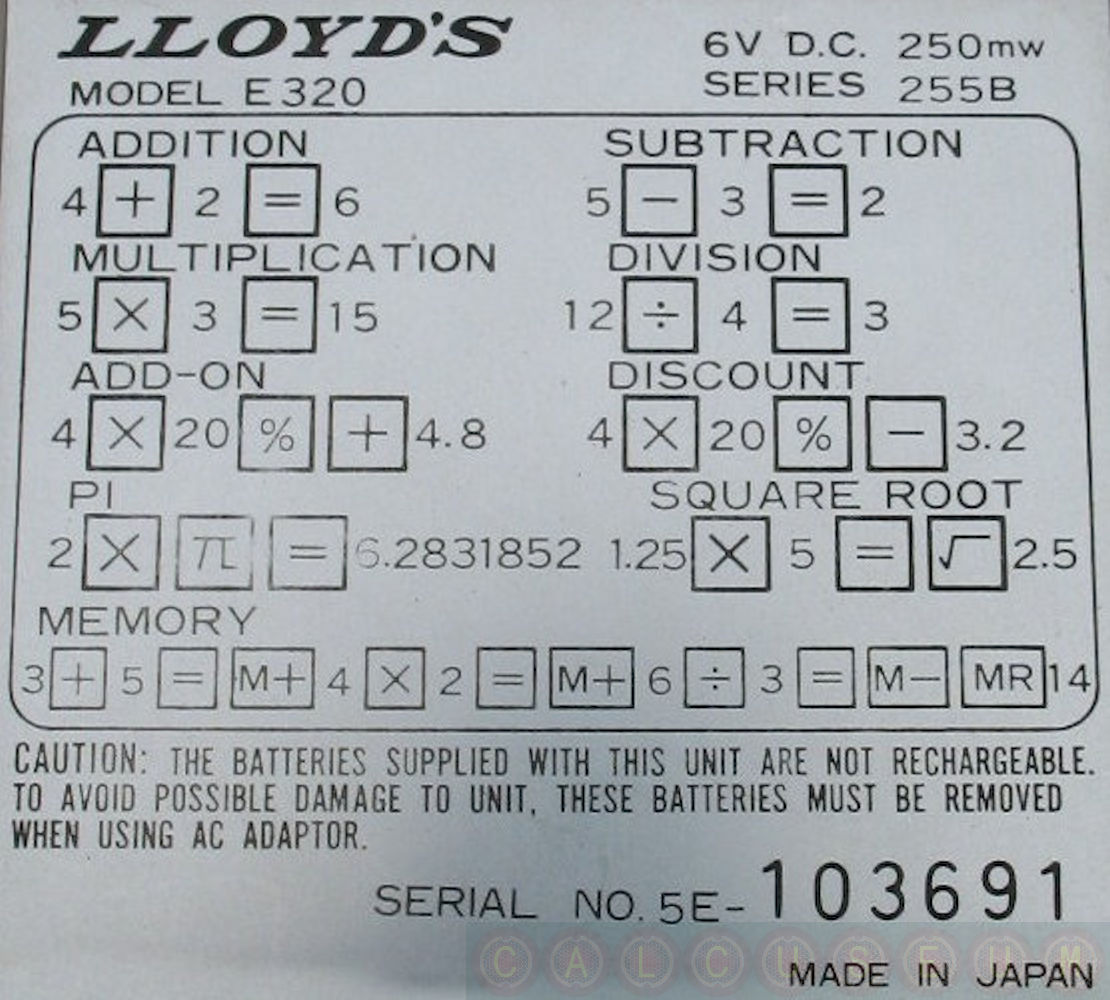 LLOYD'S
6V D.C. 250mw
MODEL E320
SERIES 255B
ADDITION SUBTRACTION
4 + 2 = 6 5 − 3 = 2
MULTIPLICATION DIVISION
5 × 3 = 15 12 ÷ 4 = 3
ADD-ON DISCOUNT
4 × 20 % + 4.8 4 × 20 % − 3.2
PI SQUARE ROOT
2 × π = 6.2831852 1.25 × 5 = √ 2.5
MEMORY
3 + 5 = M+ 4 × 2 = M+ 6 ÷ 3 = M− MR 14
CAUTION: THE BATTERIES SUPPLIED WITH THIS UNIT ARE NOT RECHARGEABLE.
TO AVOID POSSIBLE DAMAGE TO UNIT, THESE BATTERIES MUST BE REMOVED
WHEN USING AC ADAPTOR.
SERIAL NO. 5E-103691
CALCUSEUM
MADE IN JAPAN